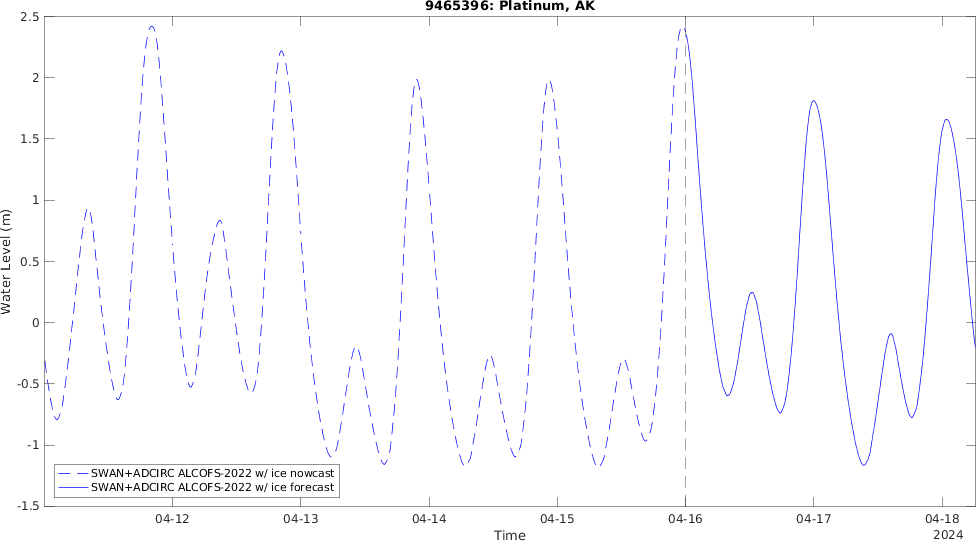 9465396: Platinum, AK
2.5
2
1.5
1
0.5
0
-0.5
-1
-1.5
Water Level (m)
SWAN+ADCIRC ALCOFS-2022 w/ ice nowcast
SWAN+ADCIRC ALCOFS-2022 w/ ice forecast
04-12 04-13 04-14 04-15 04-16 04-17 04-18
Time
2024